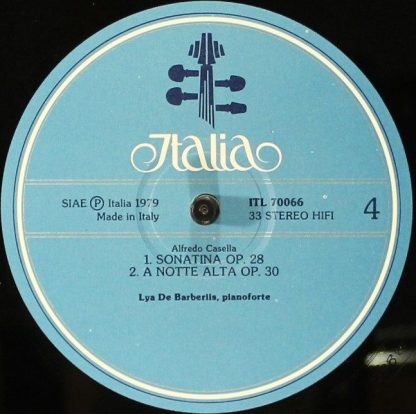 Italia
SIAE Ⓟ Italia 1979
Made in Italy
ITL 70066
33 STEREO HIFI
4
Alfredo Casella
1. SONATINA OP. 28
2. A NOTTE ALTA OP. 30
Lya De Barberiis, pianoforte